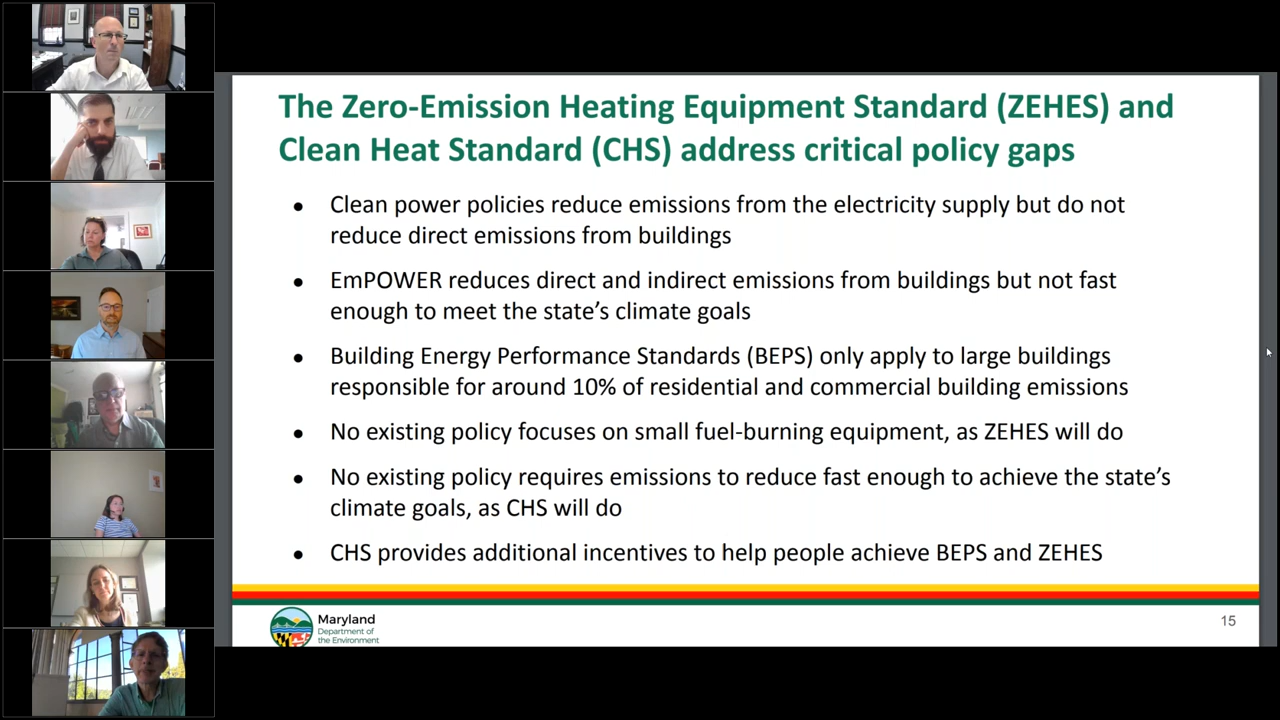 The Zero-Emission Heating Equipment Standard (ZEHES) and
Clean Heat Standard (CHS) address critical policy gaps
• Clean power policies reduce emissions from the electricity supply but do not
reduce direct emissions from buildings
• EmPOWER reduces direct and indirect emissions from buildings but not fast
enough to meet the state’s climate goals
• Building Energy Performance Standards (BEPS) only apply to large buildings
responsible for around 10% of residential and commercial building emissions
• No existing policy focuses on small fuel-burning equipment, as ZEHES will do
• No existing policy requires emissions to reduce fast enough to achieve the state’s
climate goals, as CHS will do
• CHS provides additional incentives to help people achieve BEPS and ZEHES
Maryland
Department of
the Environment
15